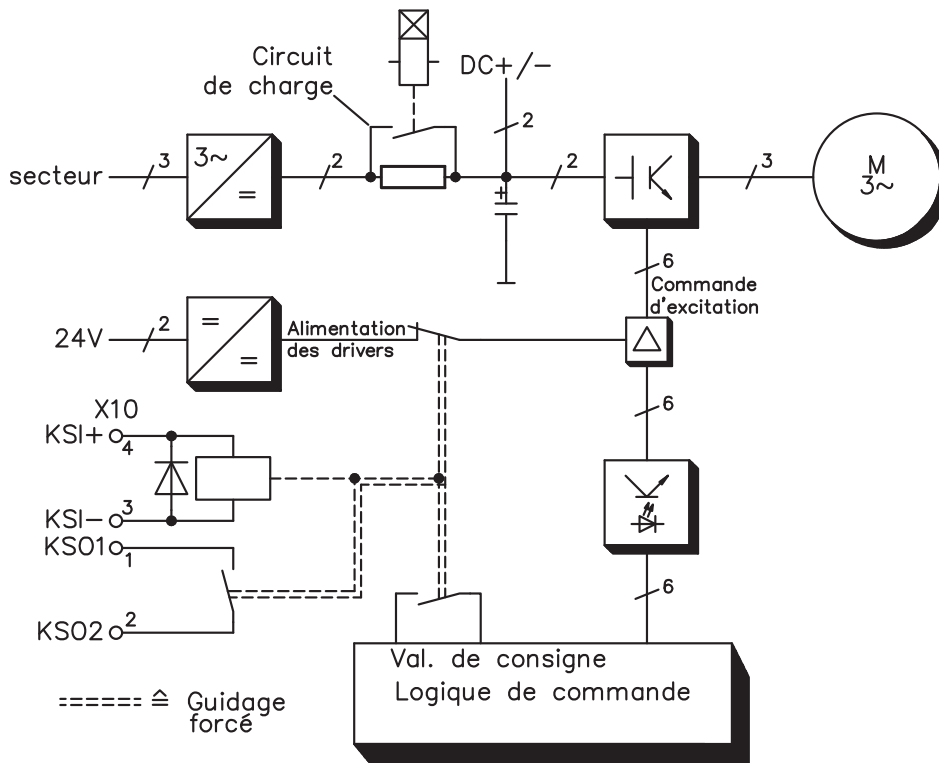 Circuit
de charge
DC+/−
2
secteur
3
3~
=
2
+
2
3
M
3~
6
Commande
d'excitation
24V
2
=
=
Alimentation
des drivers
6
X10
KSI+
4
KSI−
3
KSO1
1
KSO2
2
6
Val. de consigne
Logique de commande
≙ Guidage
forcé